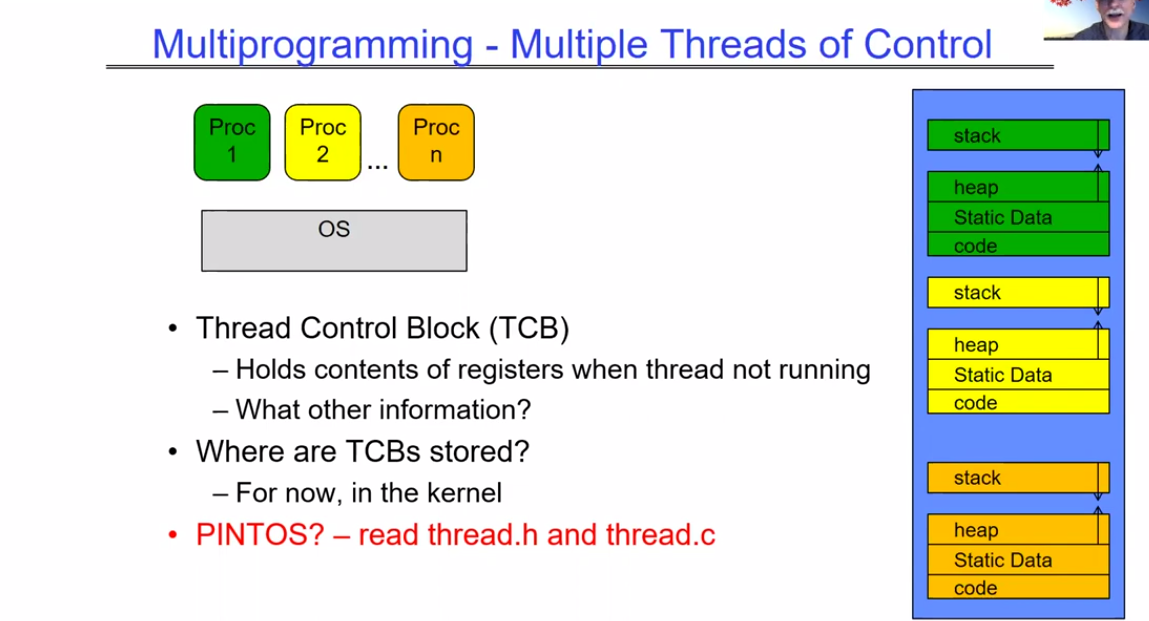 Multiprogramming - Multiple Threads of Control
Proc
1
Proc
2
...
Proc
n
OS
• Thread Control Block (TCB)
– Holds contents of registers when thread not running
– What other information?
• Where are TCBs stored?
– For now, in the kernel
• PINTOS? – read thread.h and thread.c
stack
heap
Static Data
code
stack
heap
Static Data
code
stack
heap
Static Data
code